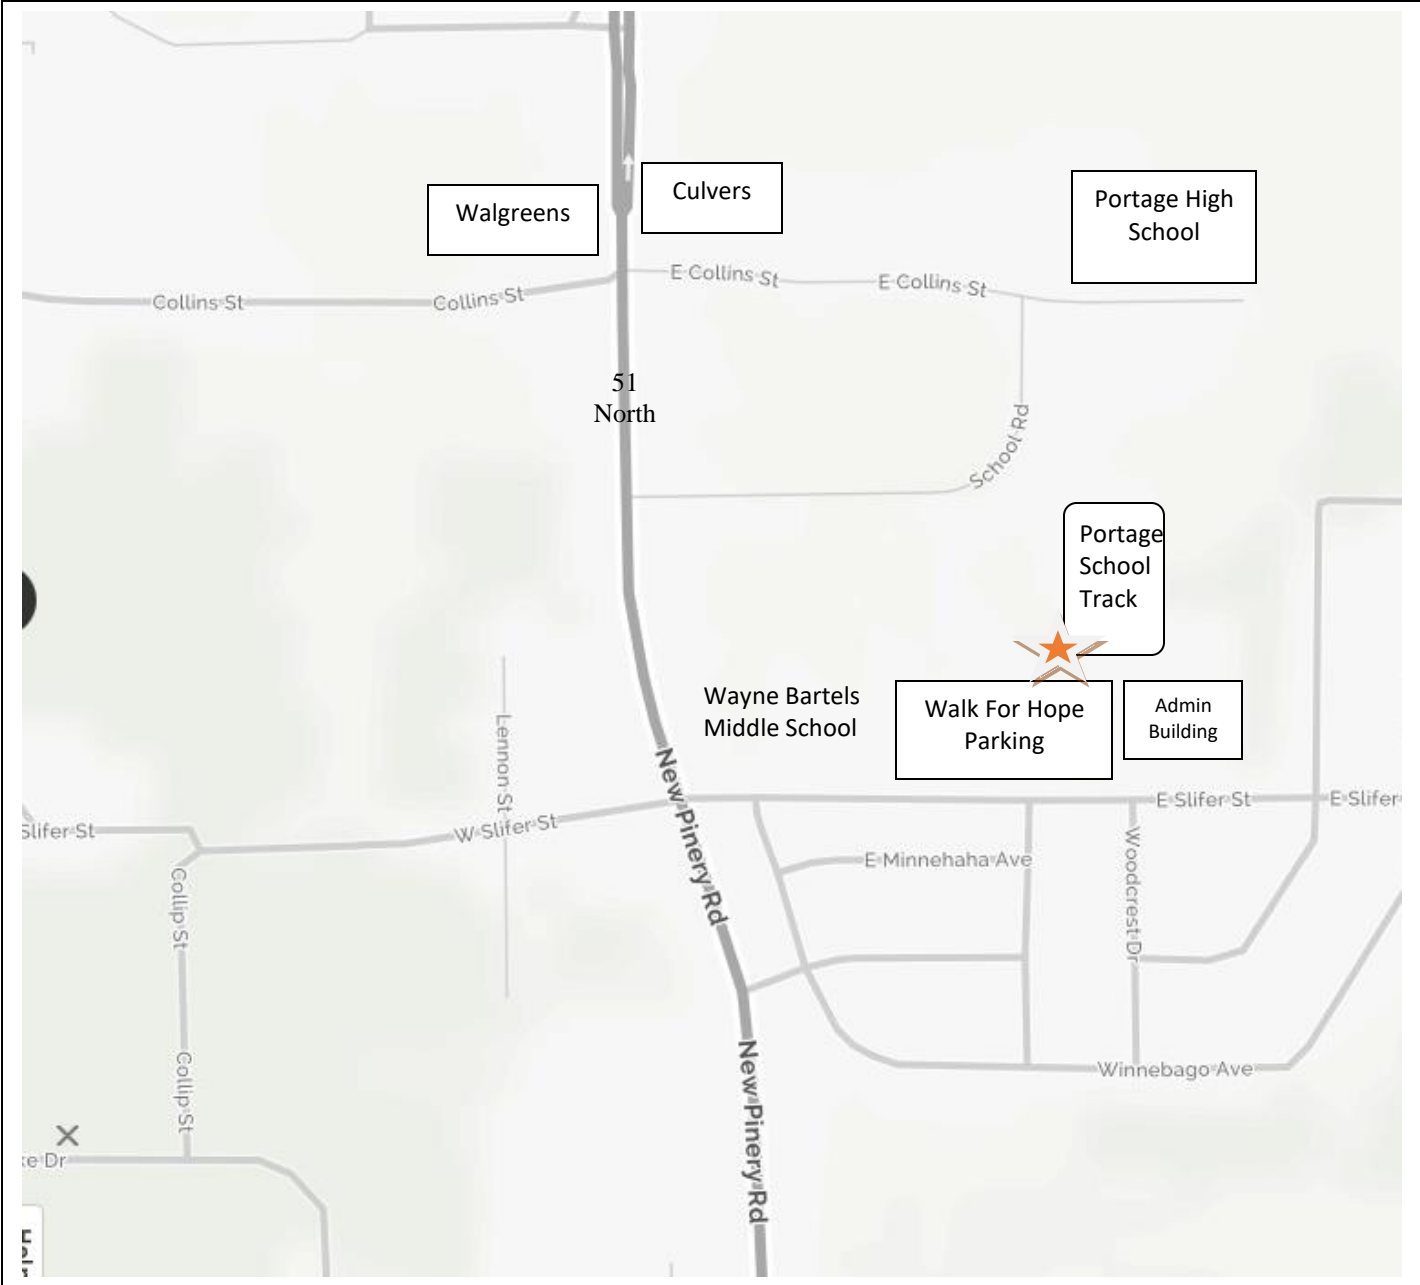 Culvers
Walgreens
Portage High
School
E Collins St
E Collins St
Collins St
Collins St
51
North
School Rd
Portage
School
Track
Wayne Bartels
Middle School
Walk For Hope
Parking
Admin
Building
Lennon St
New Pinery Rd
E Slifer St
E Slifer
Slifer St
W Slifer St
E Minnehaha Ave
Woodcrest Dr
Collip St
Collip St
New Pinery Rd
Winnebago Ave
ke Dr